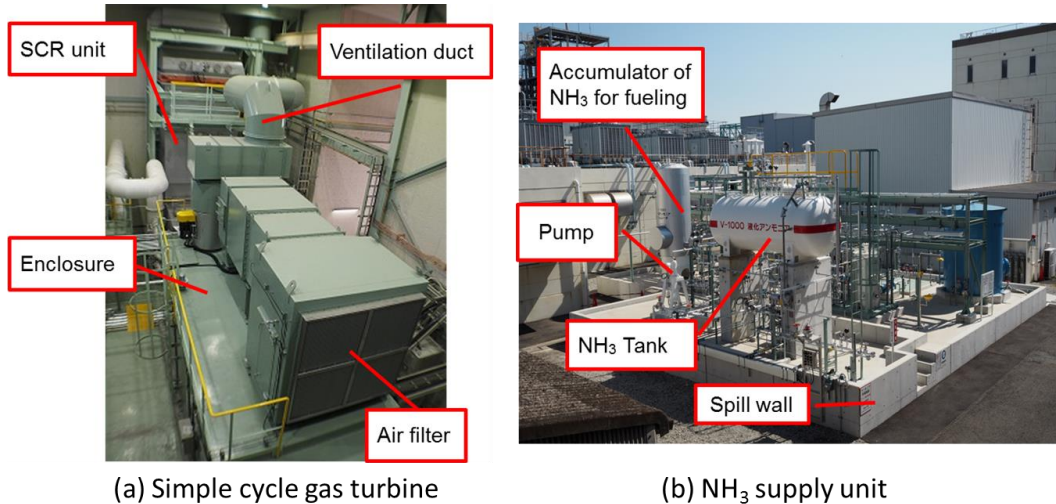 SCR unit
Ventilation duct
Enclosure
Air filter
(a) Simple cycle gas turbine
Accumulator of
NH₃ for fueling
Pump
V-1000 液化アンモニア
NH₃ Tank
Spill wall
(b) NH₃ supply unit